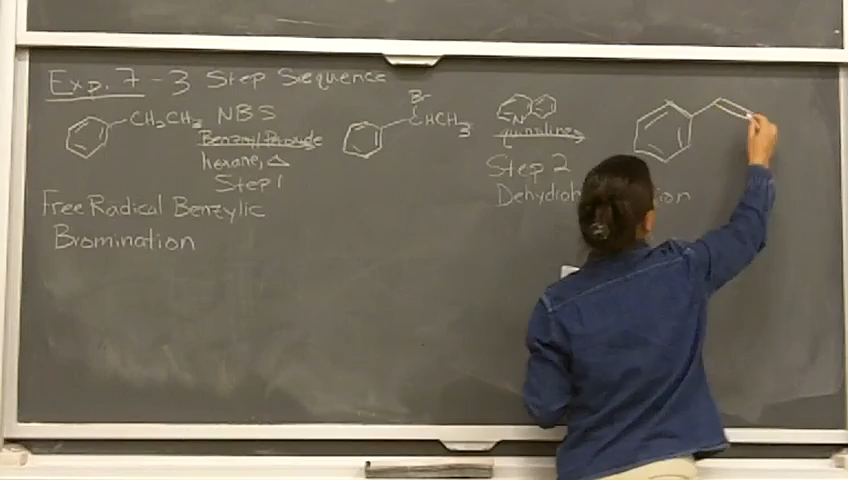 Exp. 7 - 3 Step Sequence
CH2CH3
NBS
Benzoyl Peroxide
hexane, △
Step 1
Br
CHCH3
N
quinoline
Step 2
Free Radical Benzylic
Bromination